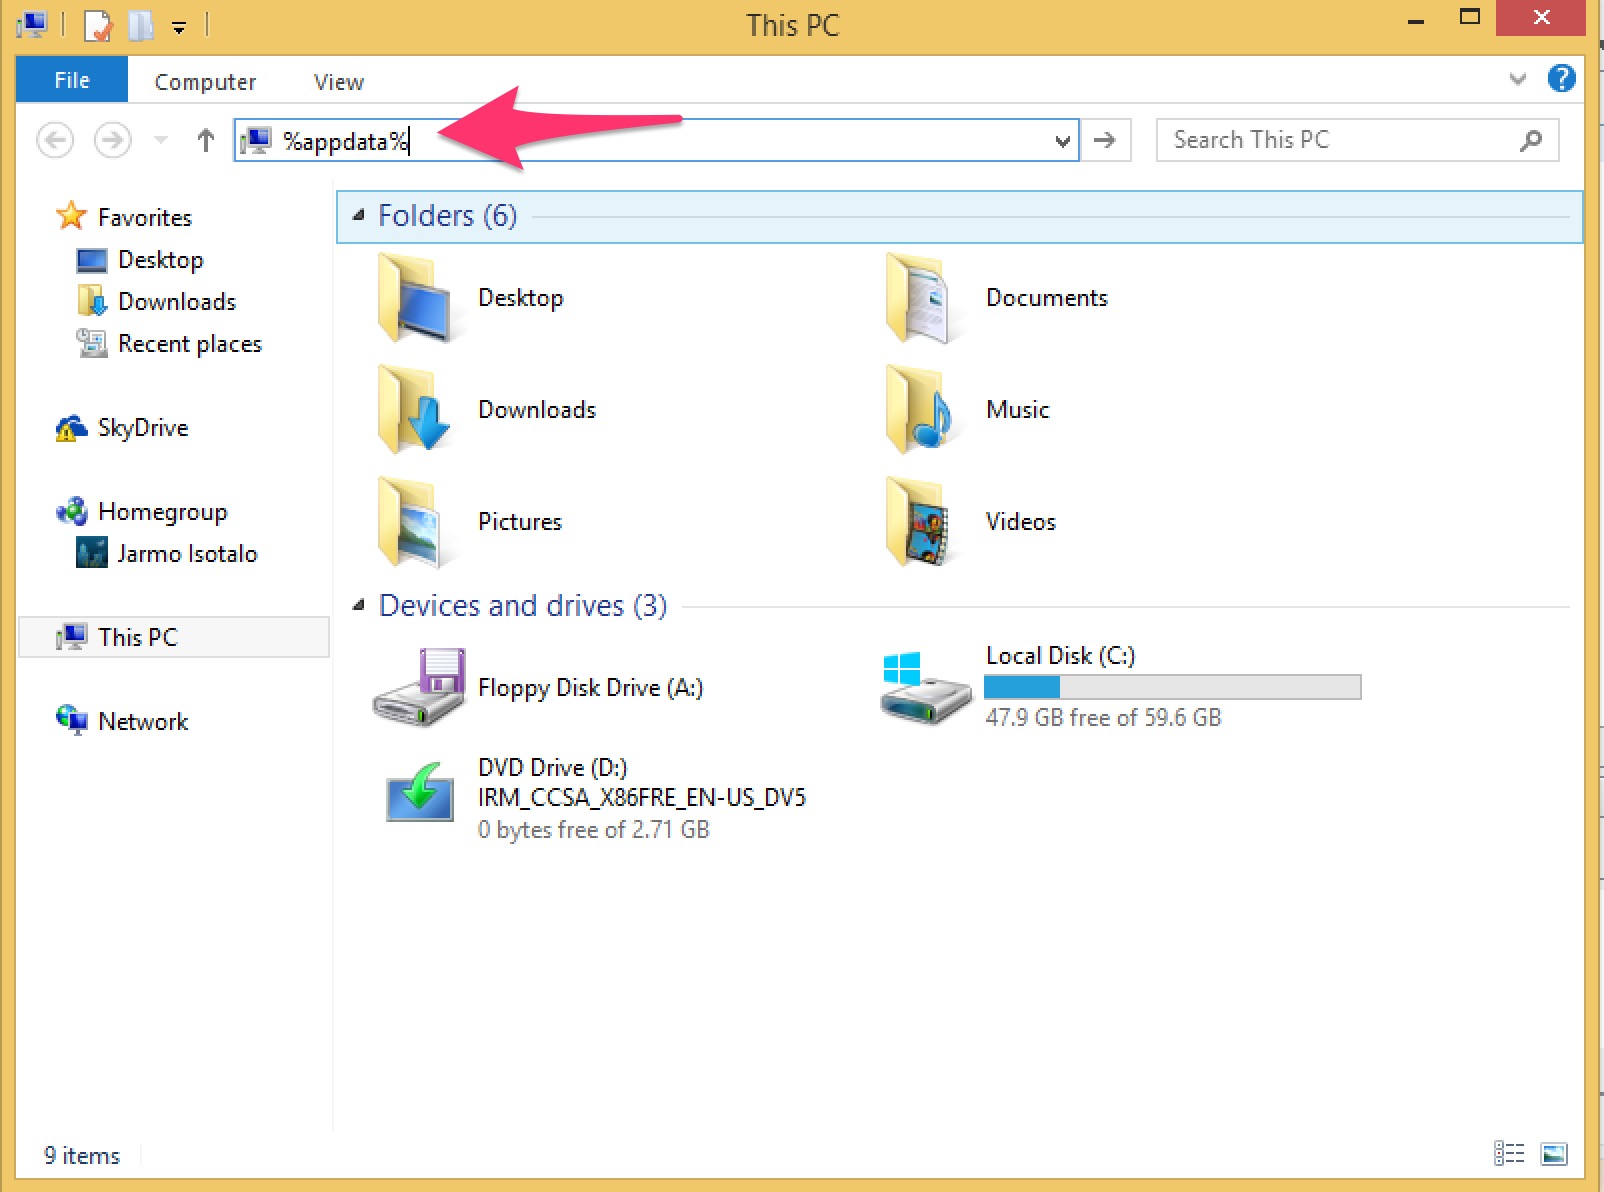 This PC
File
Computer
View
%appdata%
Search This PC
Favorites
Desktop
Downloads
Recent places
SkyDrive
Homegroup
Jarmo Isotalo
This PC
Network
Folders (6)
Desktop
Documents
Downloads
Music
Pictures
Videos
Devices and drives (3)
Floppy Disk Drive (A:)
Local Disk (C:)
47.9 GB free of 59.6 GB
DVD Drive (D:)
IRM_CCSA_X86FRE_EN-US_DV5
0 bytes free of 2.71 GB
9 items